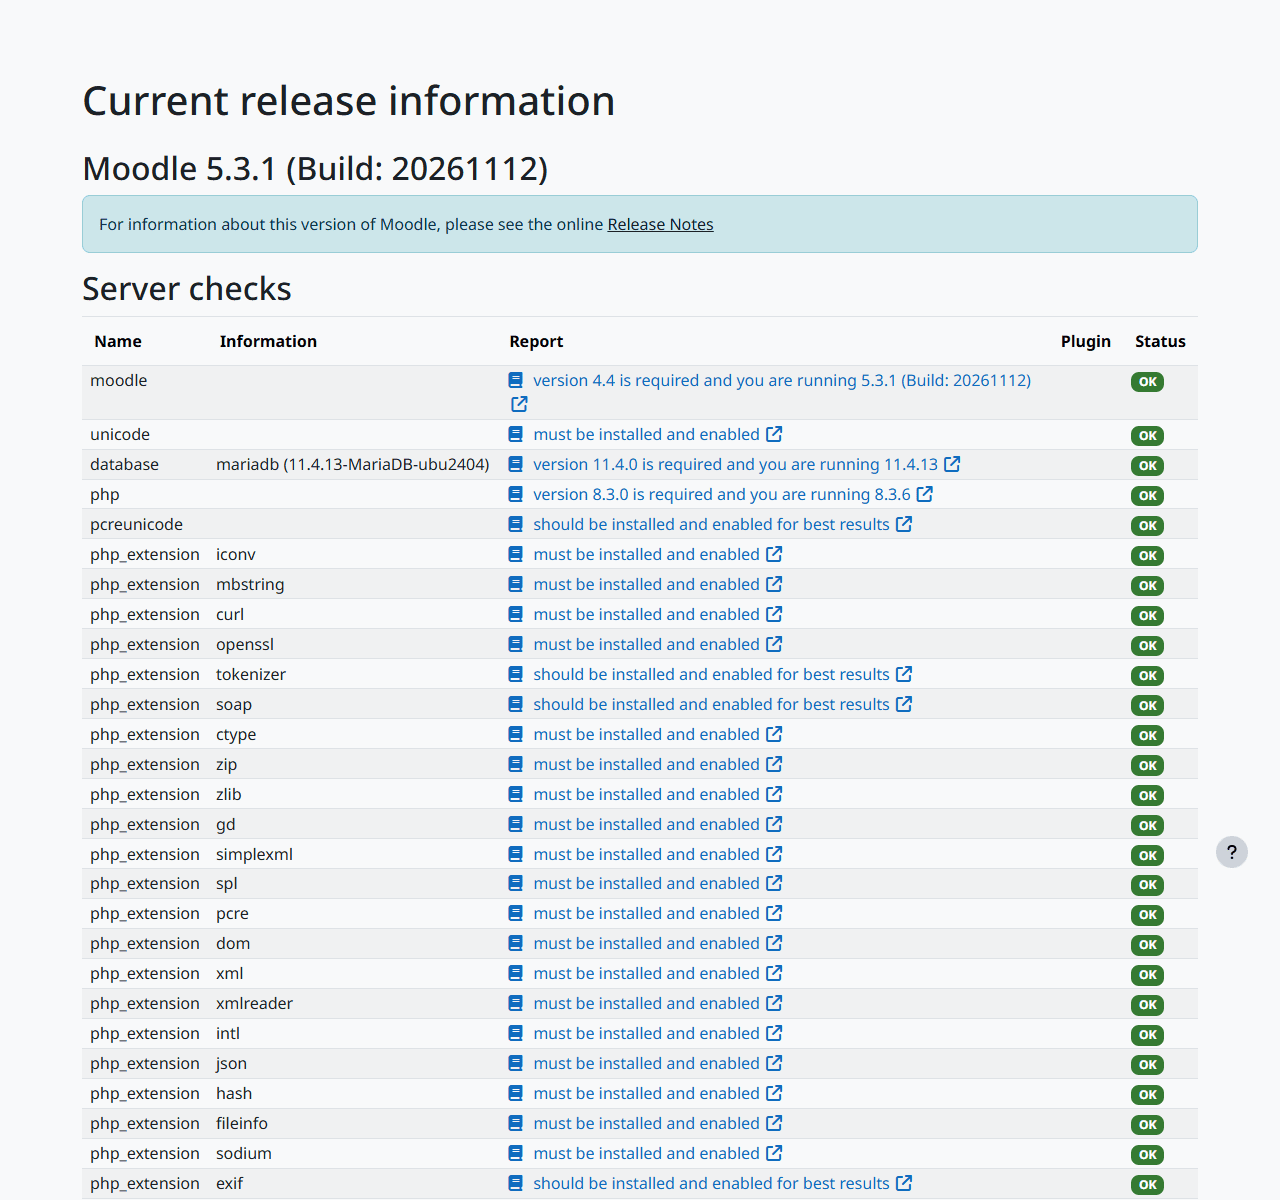 Current release information
Moodle 5.3.1 (Build: 20261112)
For information about this version of Moodle, please see the online Release Notes
Server checks
Name Information Report Plugin Status
moodle version 4.4 is required and you are running 5.3.1 (Build: 20261112) OK
unicode must be installed and enabled OK
database mariadb (11.4.13-MariaDB-ubu2404) version 11.4.0 is required and you are running 11.4.13 OK
php version 8.3.0 is required and you are running 8.3.6 OK
pcreunicode should be installed and enabled for best results OK
php_extension iconv must be installed and enabled OK
php_extension mbstring must be installed and enabled OK
php_extension curl must be installed and enabled OK
php_extension openssl must be installed and enabled OK
php_extension tokenizer should be installed and enabled for best results OK
php_extension soap should be installed and enabled for best results OK
php_extension ctype must be installed and enabled OK
php_extension zip must be installed and enabled OK
php_extension zlib must be installed and enabled OK
php_extension gd must be installed and enabled OK
php_extension simplexml must be installed and enabled OK
?
php_extension spl must be installed and enabled OK
php_extension pcre must be installed and enabled OK
php_extension dom must be installed and enabled OK
php_extension xml must be installed and enabled OK
php_extension xmlreader must be installed and enabled OK
php_extension intl must be installed and enabled OK
php_extension json must be installed and enabled OK
php_extension hash must be installed and enabled OK
php_extension fileinfo must be installed and enabled OK
php_extension sodium must be installed and enabled OK
php_extension exif should be installed and enabled for best results OK